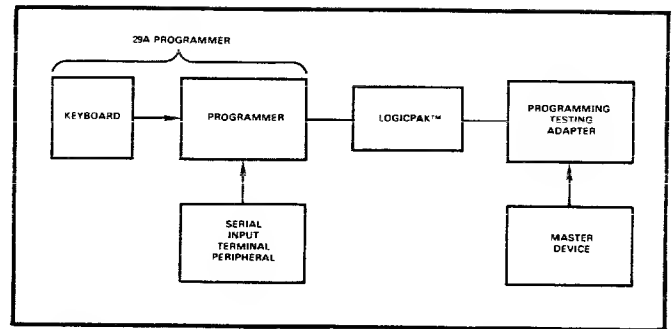 29A PROGRAMMER
KEYBOARD
PROGRAMMER
LOGICPAK™
PROGRAMMING
TESTING
ADAPTER
SERIAL
INPUT
TERMINAL
PERIPHERAL
MASTER
DEVICE